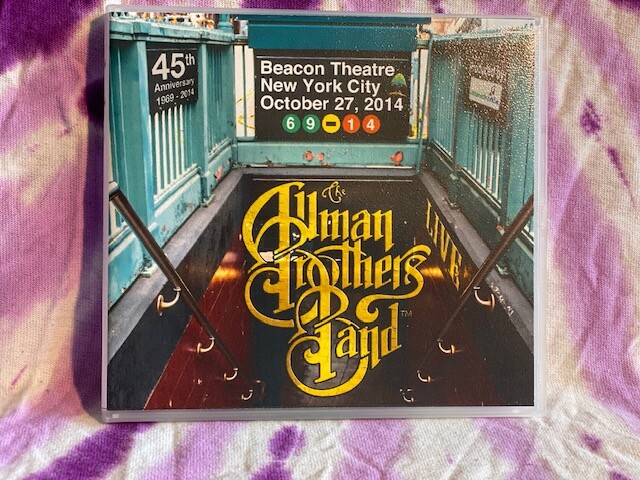 45th
Anniversary
1969 - 2014
Beacon Theatre
New York City
October 27, 2014
6 9 - 1 4
The
Allman
Brothers
Band™
LIVE